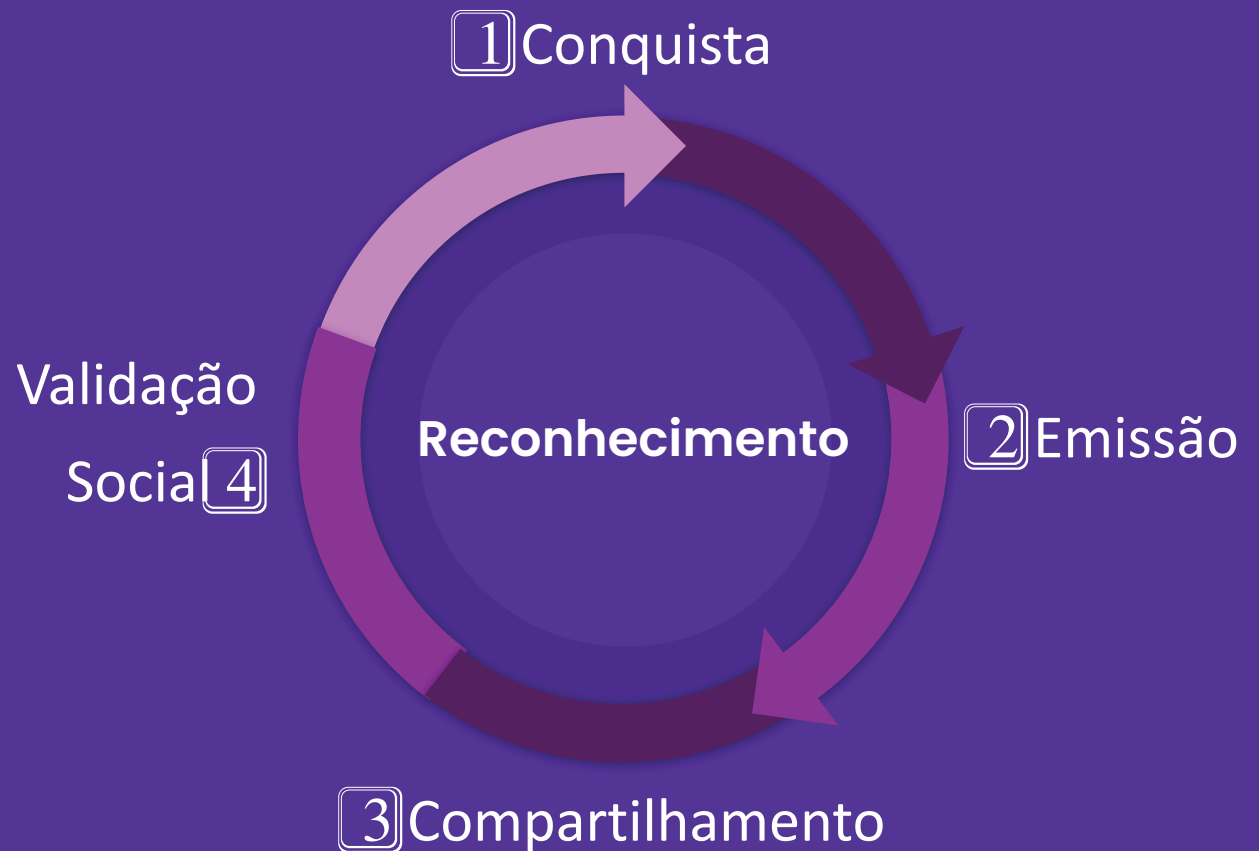 1 Conquista
Validação
Social 4
Reconhecimento
2 Emissão
3 Compartilhamento